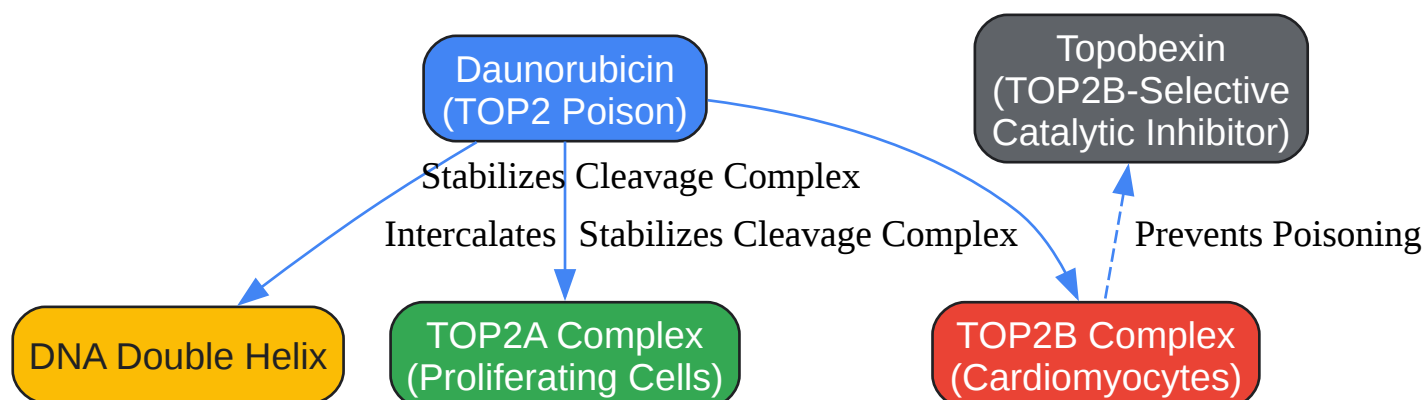 Daunorubicin
(TOP2 Poison)
Topobexin
(TOP2B-Selective
Catalytic Inhibitor)
Stabilizes Cleavage Complex
Intercalates
Stabilizes Cleavage Complex
Prevents Poisoning
DNA Double Helix
TOP2A Complex
(Proliferating Cells)
TOP2B Complex
(Cardiomyocytes)